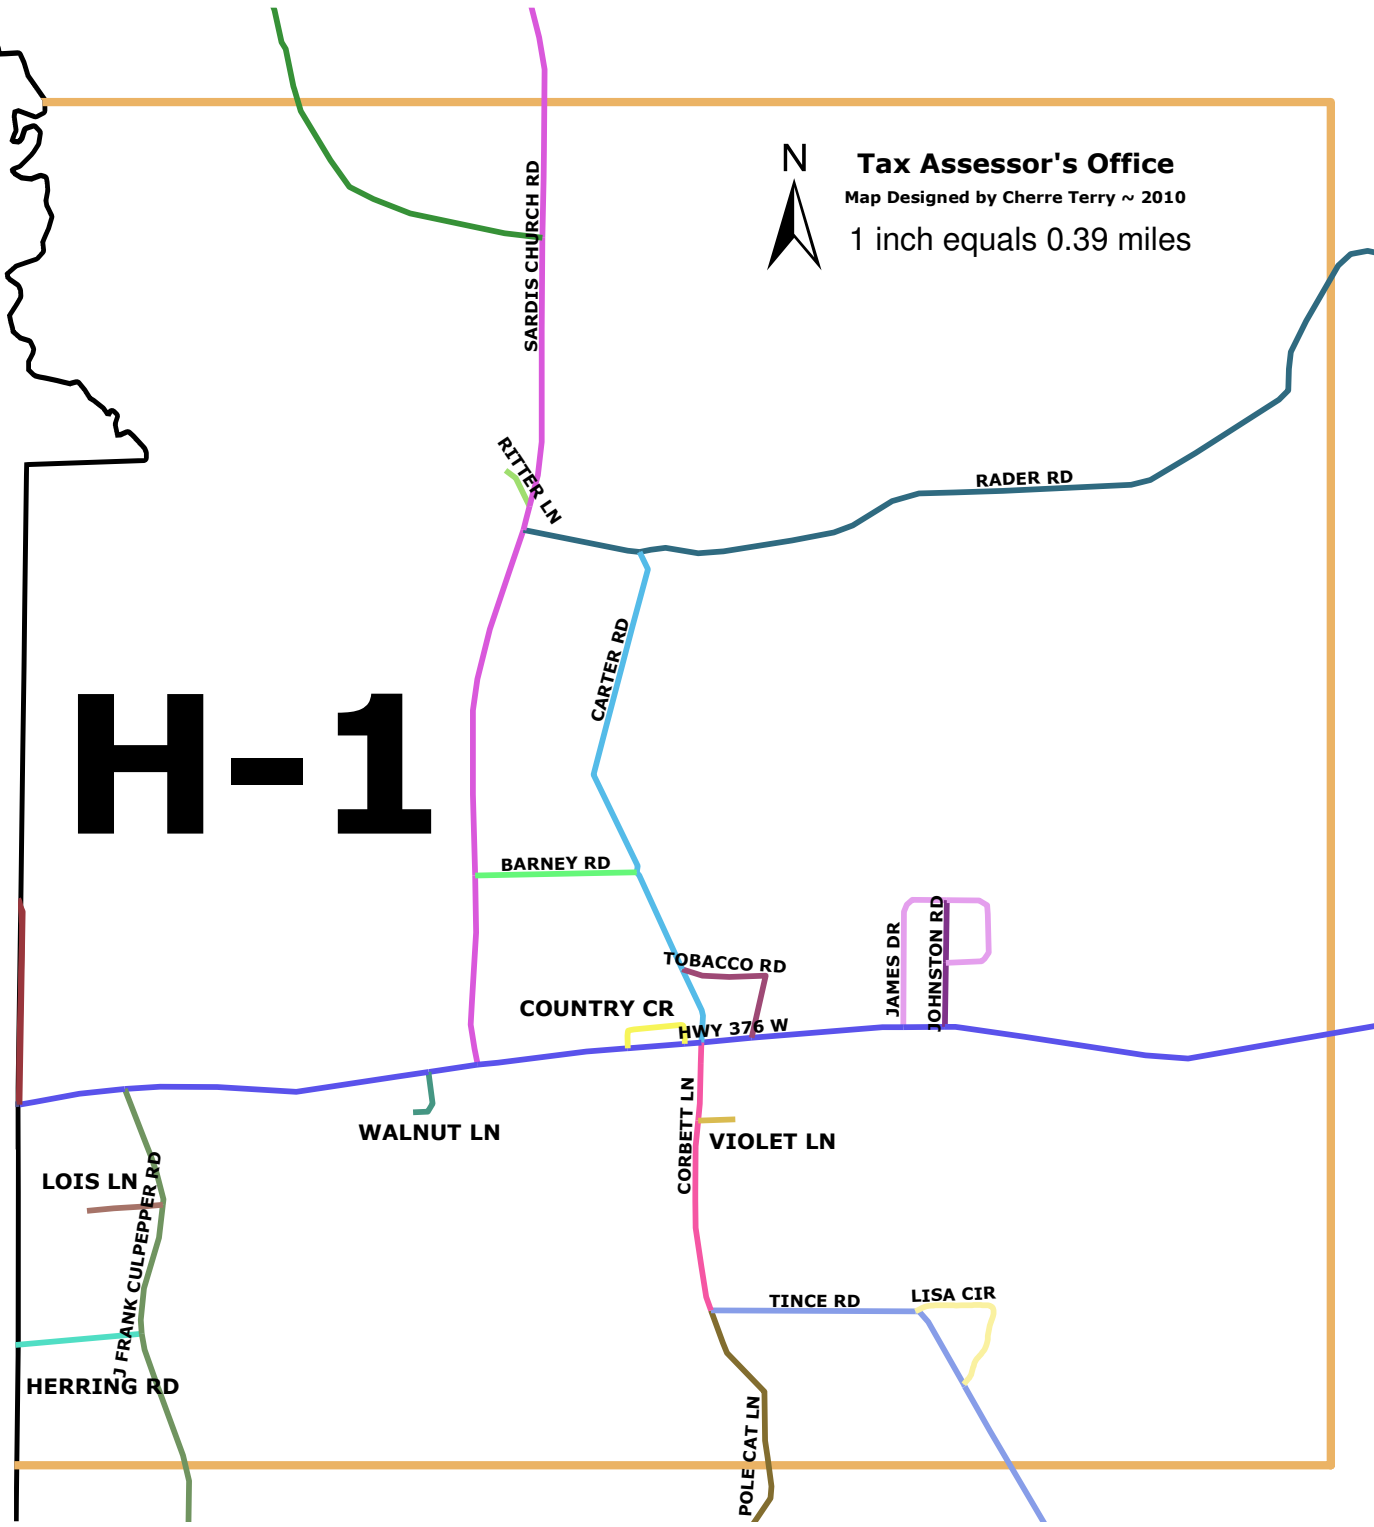 N
Tax Assessor's Office
Map Designed by Cherre Terry ~ 2010
1 inch equals 0.39 miles
SARDIS CHURCH RD
RITTER LN
RADER RD
CARTER RD
H-1
BARNEY RD
TOBACCO RD
JAMES DR
JOHNSTON RD
COUNTRY CR
HWY 376 W
WALNUT LN
CORBETT LN
VIOLET LN
LOIS LN
J FRANK CULPEPPER RD
TINCE RD
LISA CIR
HERRING RD
POLE CAT LN